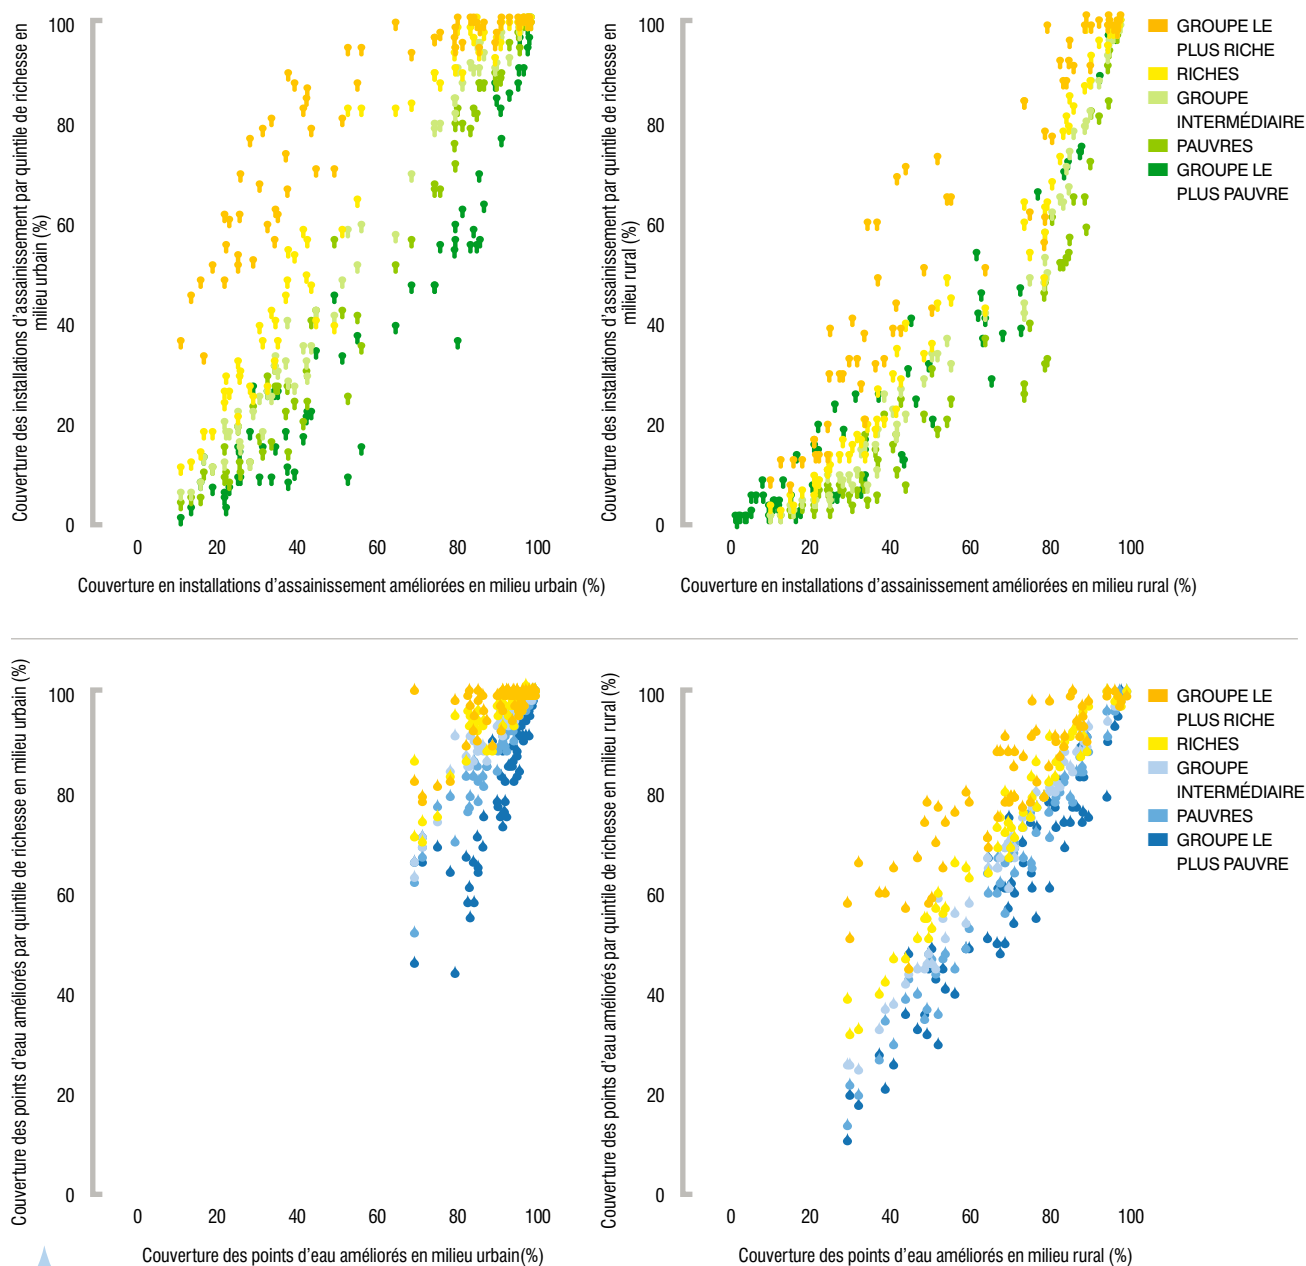 Couverture des installations d'assainissement par quintile de richesse en
milieu urbain (%)
100
80
60
40
20
0
0 20 40 60 80 100
Couverture en installations d'assainissement améliorées en milieu urbain (%)
Couverture des installations d'assainissement par quintile de richesse en
milieu rural (%)
100
80
60
40
20
0
0 20 40 60 80 100
Couverture en installations d'assainissement améliorées en milieu rural (%)
GROUPE LE
PLUS RICHE
RICHES
GROUPE
INTERMÉDIAIRE
PAUVRES
GROUPE LE
PLUS PAUVRE
Couverture des points d'eau améliorés par quintile de richesse en milieu urbain (%)
100
80
60
40
20
0
0 20 40 60 80 100
Couverture des points d'eau améliorés en milieu urbain(%)
Couverture des points d'eau améliorés par quintile de richesse en milieu rural (%)
100
80
60
40
20
0
0 20 40 60 80 100
Couverture des points d'eau améliorés en milieu rural (%)
GROUPE LE
PLUS RICHE
RICHES
GROUPE
INTERMÉDIAIRE
PAUVRES
GROUPE LE
PLUS PAUVRE